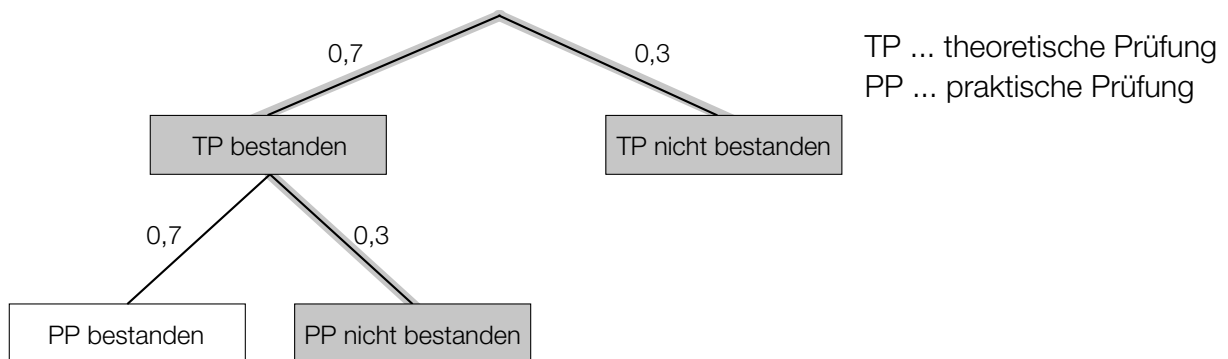 0,7
0,3
TP ... theoretische Prüfung
PP ... praktische Prüfung
TP bestanden
TP nicht bestanden
0,7
0,3
PP bestanden
PP nicht bestanden